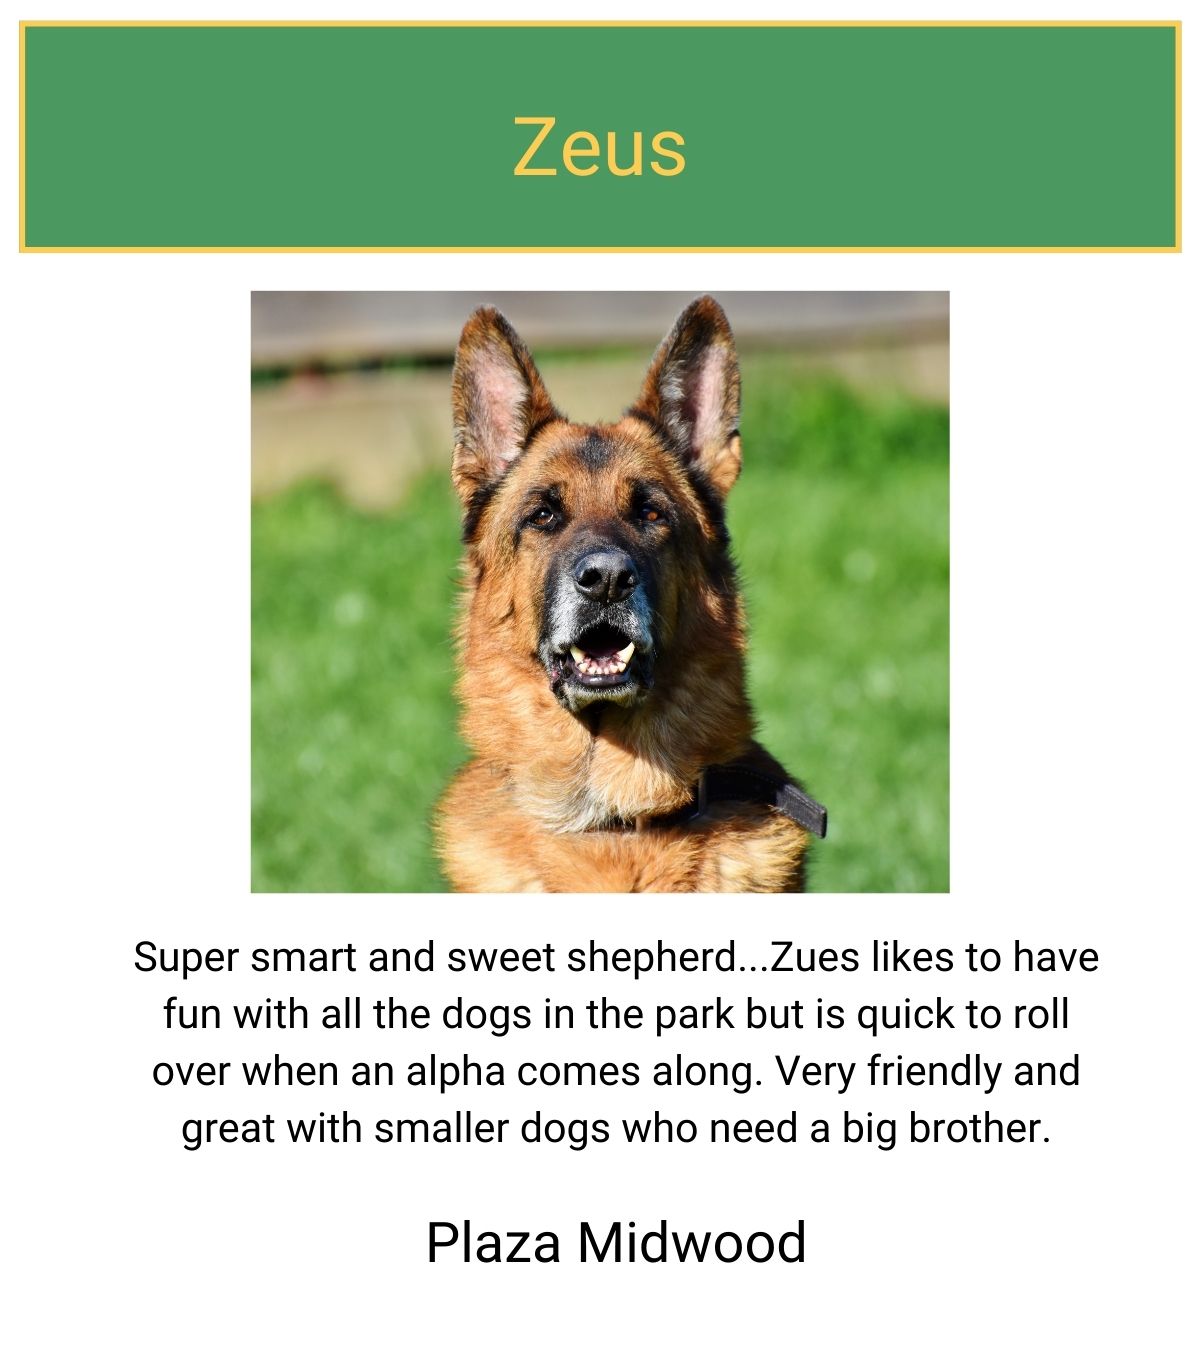 Zeus
Super smart and sweet shepherd...Zues likes to have
fun with all the dogs in the park but is quick to roll
over when an alpha comes along. Very friendly and
great with smaller dogs who need a big brother.
Plaza Midwood